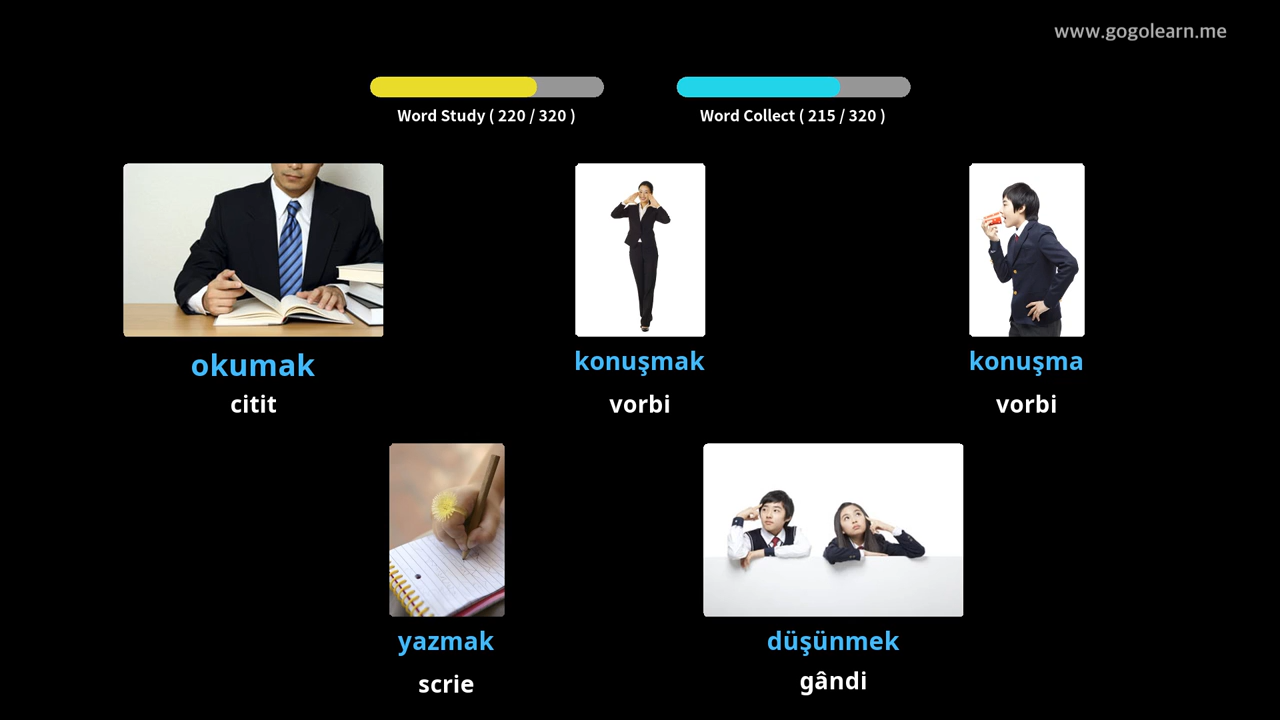 www.gogolearn.me
Word Study ( 220 / 320 )
Word Collect ( 215 / 320 )
okumak
citit
konuşmak
vorbi
konuşma
vorbi
yazmak
scrie
düşünmek
gândi